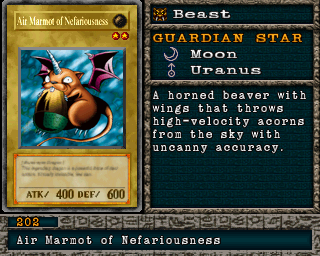 Air Marmot of Nefariousness
ATK/ 400 DEF/ 600
Beast
GUARDIAN STAR
Moon
Uranus
A horned beaver with
wings that throws
high-velocity acorns
from the sky with
uncanny accuracy.
202
Air Marmot of Nefariousness